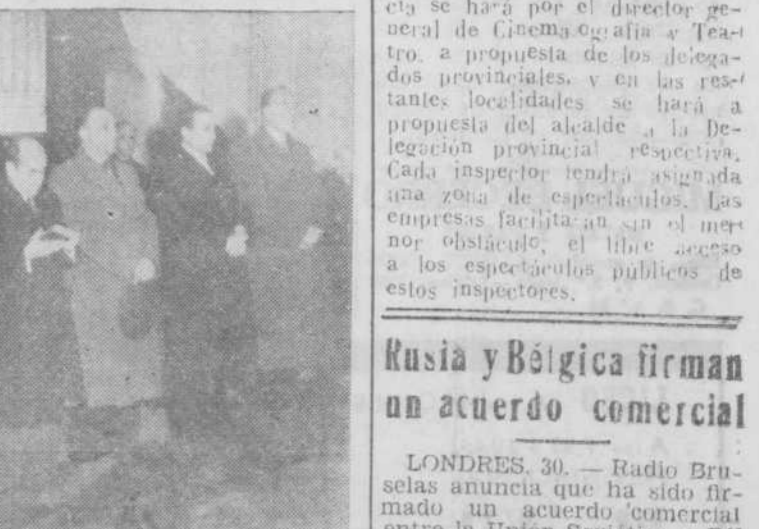 cia se hará por el director ge-
neral de Cinematografía y Tea-
tro, a propuesta de los delega-
dos provinciales, y en las res-
tantes localidades se hará a
propuesta del alcalde a la De-
legación provincial respectiva.
Cada inspector tendrá asignada
una zona de espectáculos. Las
empresas facilitarán sin el me-
nor obstáculo, el libre acceso
a los espectáculos públicos de
estos inspectores.
Rusia y Bélgica firman
un acuerdo comercial
LONDRES, 30. — Radio Bru-
selas anuncia que ha sido fir-
mado un acuerdo comercial
entre la Unión